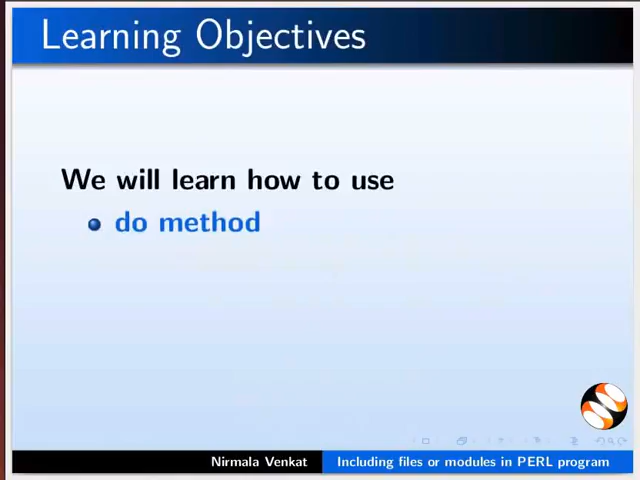 Learning Objectives
We will learn how to use
do method
Nirmala Venkat
Including files or modules in PERL program